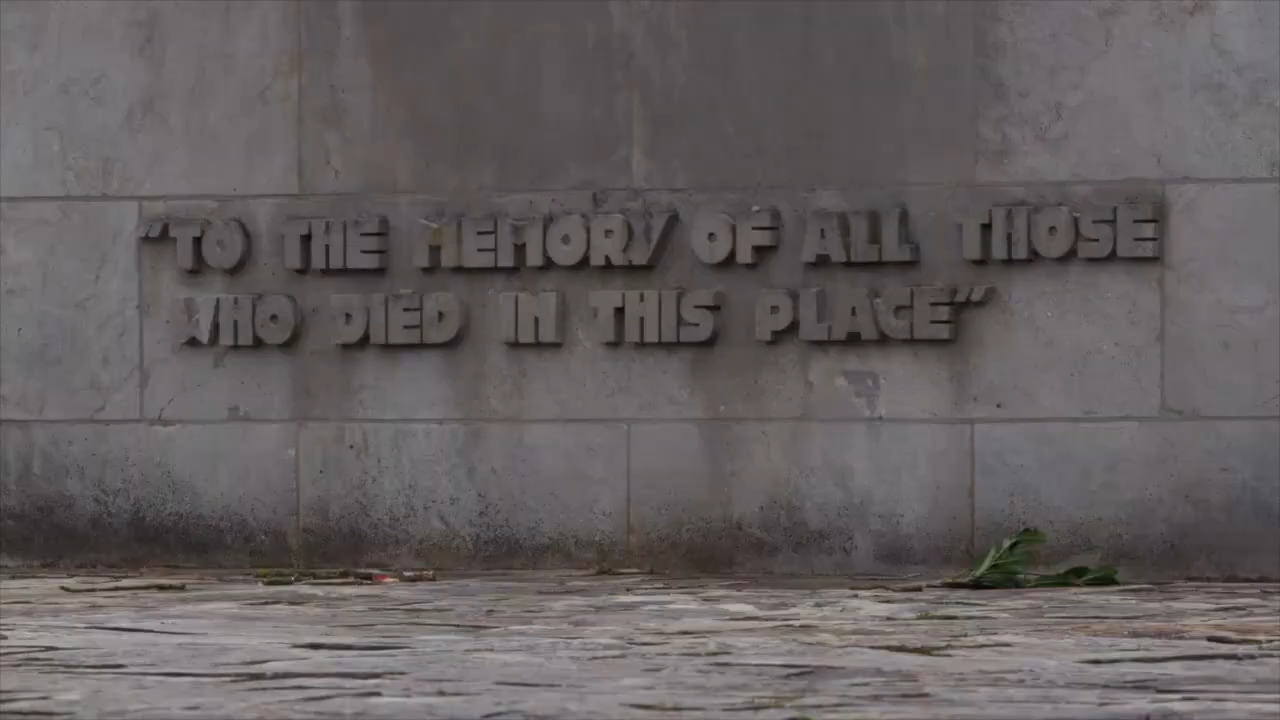 "TO THE MEMORY OF ALL THOSE
WHO DIED IN THIS PLACE"